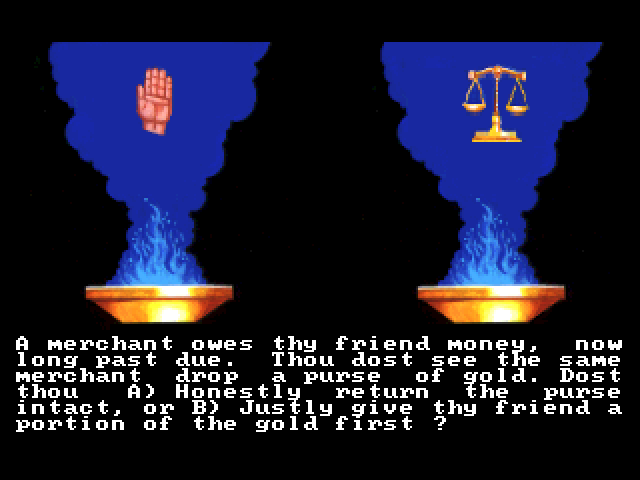 A merchant owes thy friend money, now
long past due. Thou dost see the same
merchant drop a purse of gold. Dost
thou A) Honestly return the purse
intact, or B) Justly give thy friend a
portion of the gold first ?